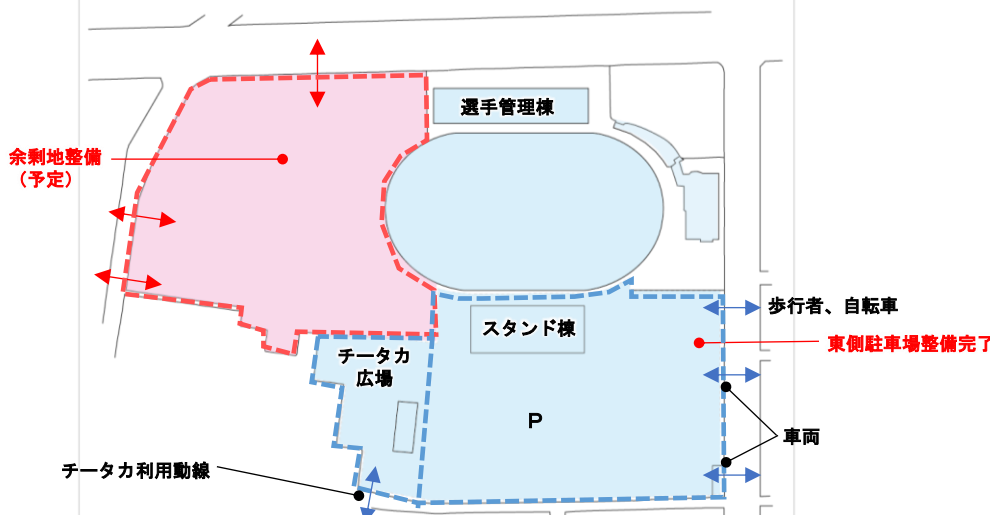 選手管理棟
余剰地整備
（予定）
歩行者、自転車
スタンド棟
東側駐車場整備完了
チータカ
広場
P
車両
チータカ利用動線